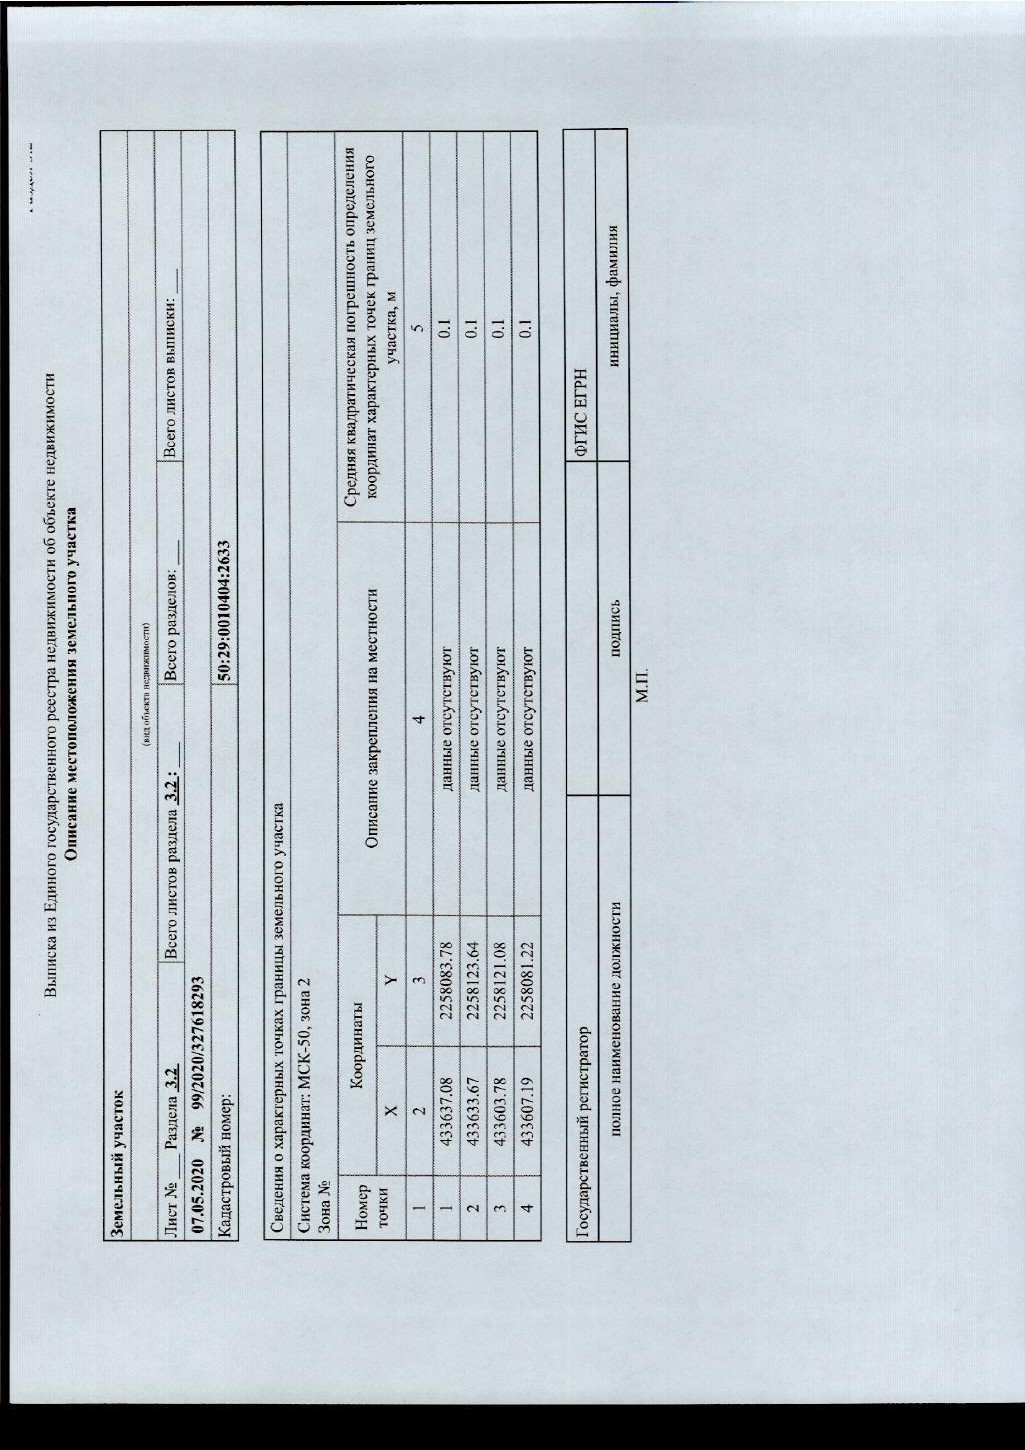 Выписка из Единого государственного реестра недвижимости об объекте недвижимости
Описание местоположения земельного участка
Земельный участок
(вид объекта недвижимости)
Лист № ___ Раздела 3.2 Всего листов раздела 3.2 : ___ Всего разделов: ___ Всего листов выписки: ___
07.05.2020 № 99/2020/327618293
Кадастровый номер: 50:29:0010404:2633
Сведения о характерных точках границы земельного участка
Система координат: МСК-50, зона 2
Зона №
Номер точки Координаты Описание закрепления на местности Средняя квадратическая погрешность определения
координат характерных точек границ земельного
участка, м
X Y
1 2 3 4 5
1 433637.08 2258083.78 данные отсутствуют 0.1
2 433633.67 2258123.64 данные отсутствуют 0.1
3 433603.78 2258121.08 данные отсутствуют 0.1
4 433607.19 2258081.22 данные отсутствуют 0.1
Государственный регистратор ФГИС ЕГРН
полное наименование должности подпись инициалы, фамилия
М.П.